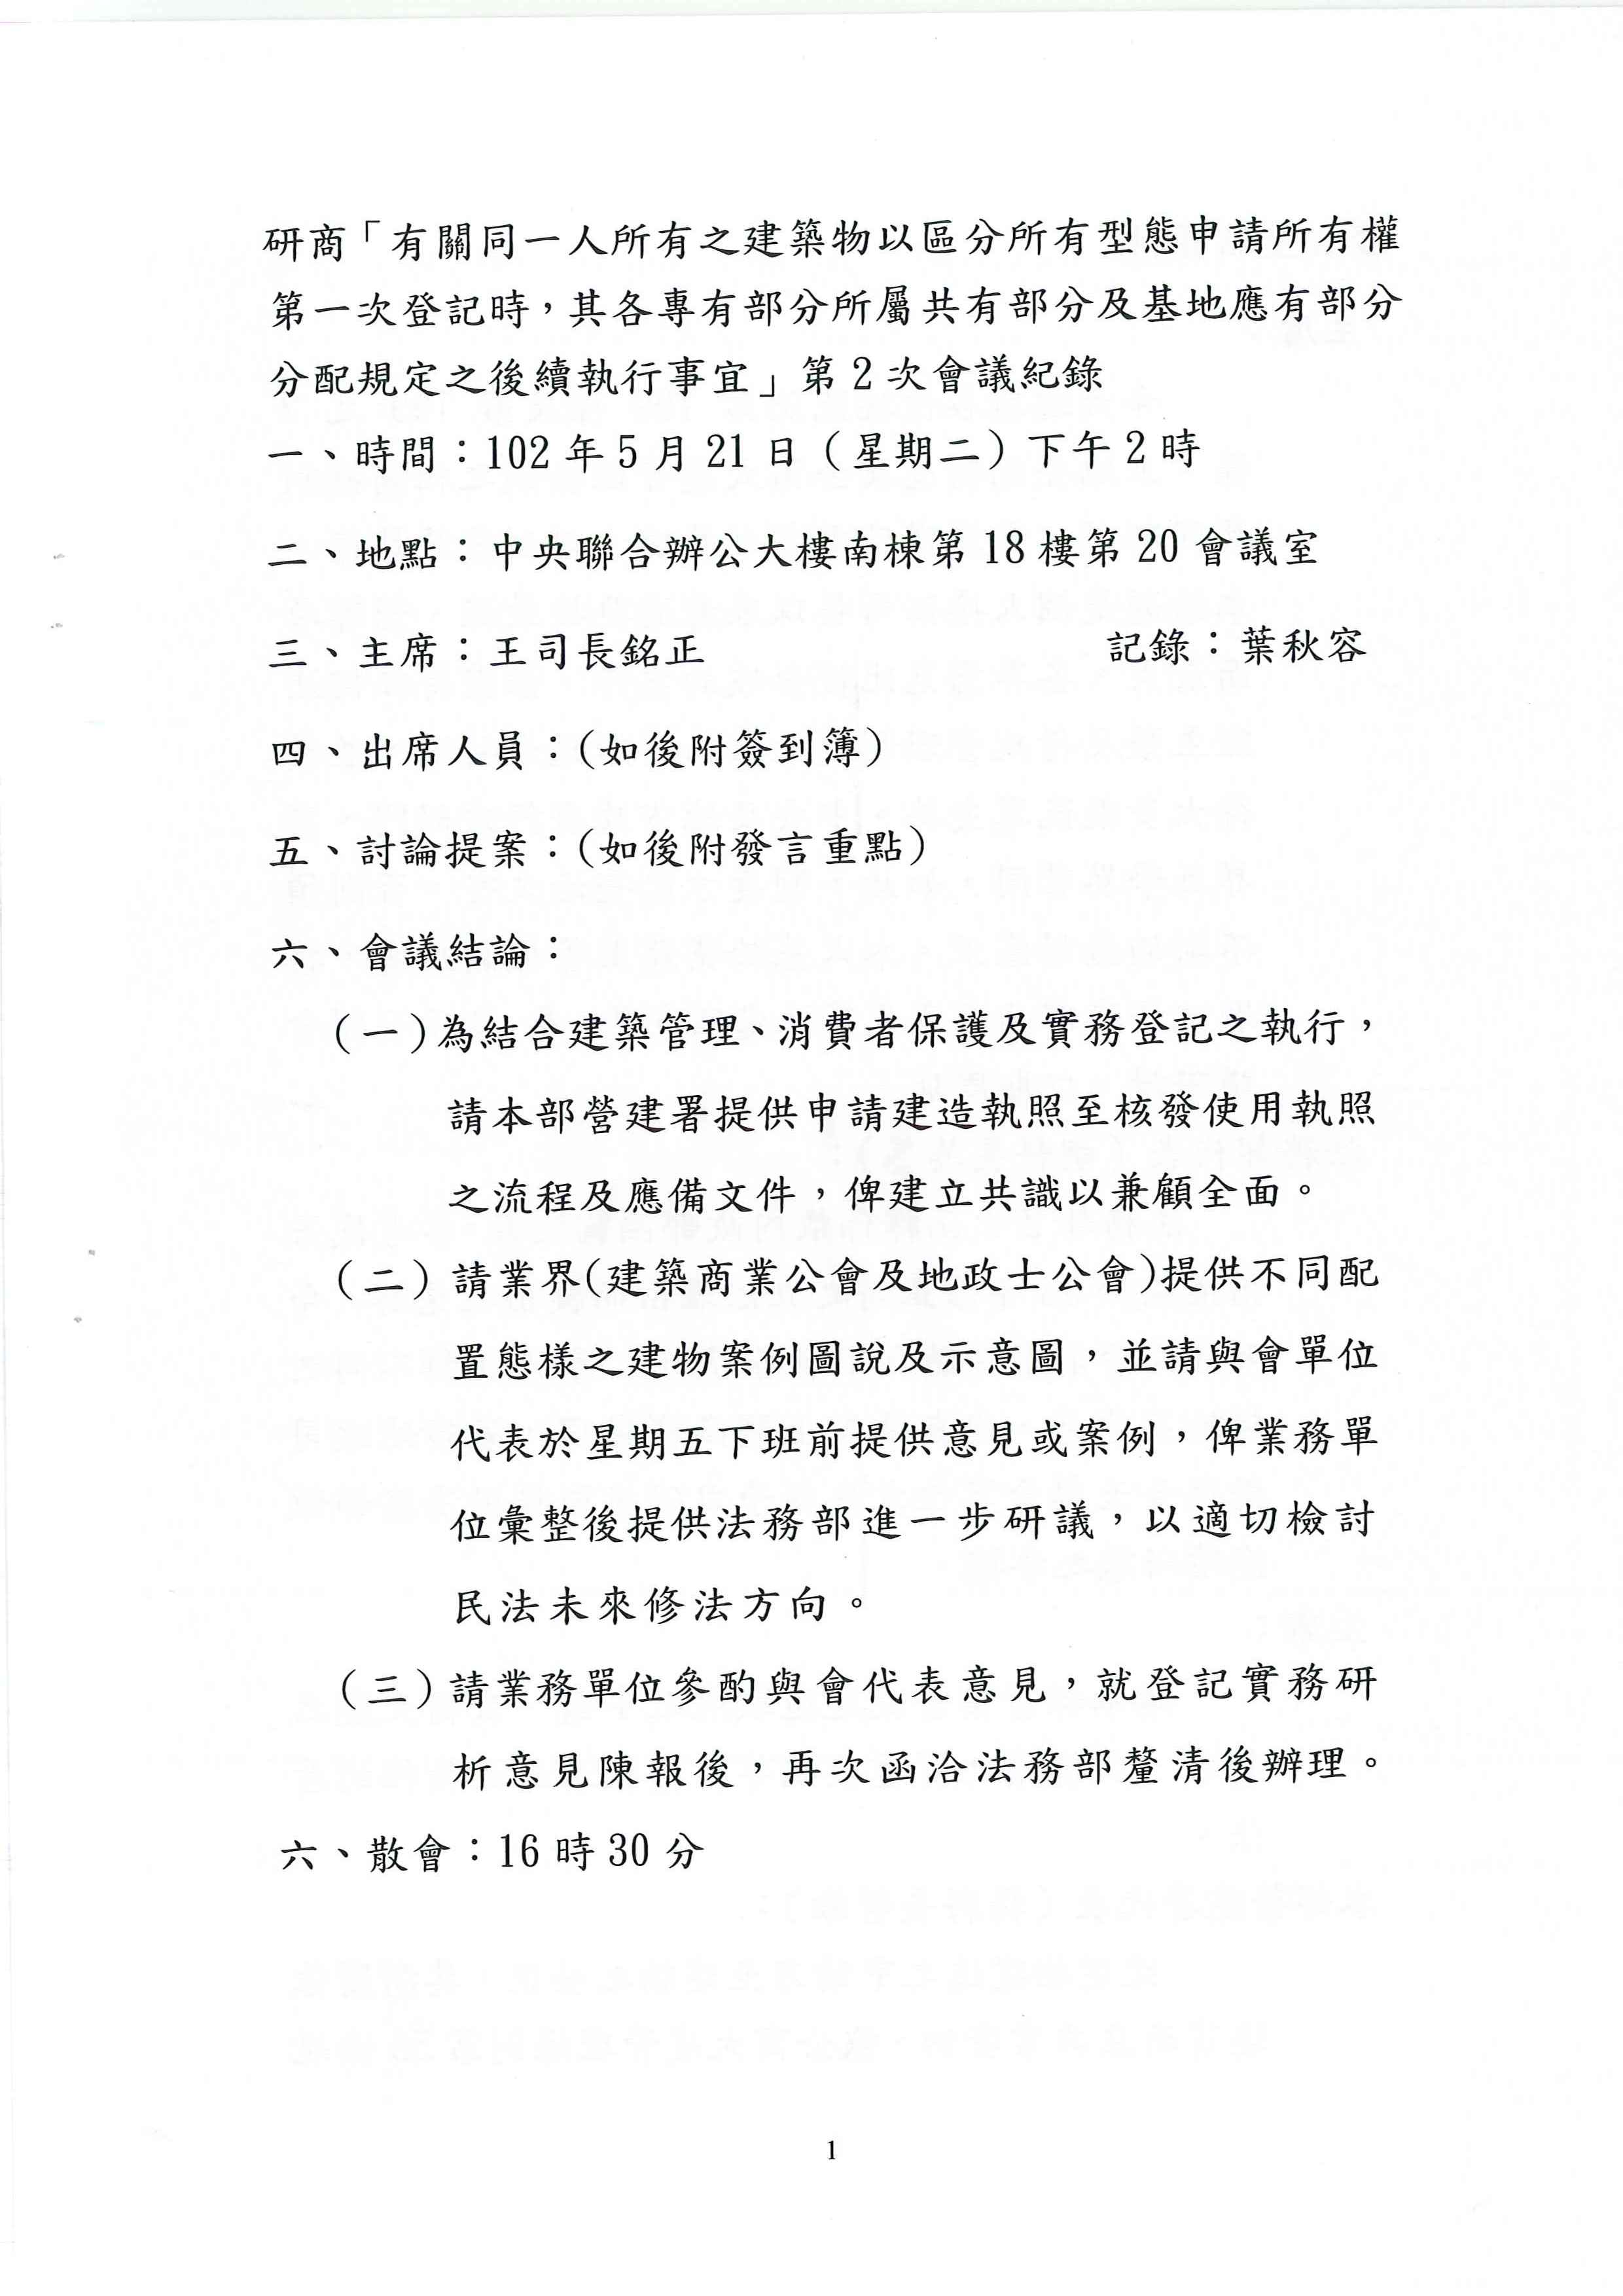 研商「有關同一人所有之建築物以區分所有型態申請所有權
第一次登記時，其各專有部分所屬共有部分及基地應有部分
分配規定之後續執行事宜」第 2 次會議紀錄
一、時間：102 年 5 月 21 日（星期二）下午 2 時
二、地點：中央聯合辦公大樓南棟第 18 樓第 20 會議室
三、主席：王司長銘正 記錄：葉秋容
四、出席人員：(如後附簽到簿)
五、討論提案：(如後附發言重點)
六、會議結論：
(一)為結合建築管理、消費者保護及實務登記之執行，
請本部營建署提供申請建造執照至核發使用執照
之流程及應備文件，俾建立共識以兼顧全面。
(二)請業界(建築商業公會及地政士公會)提供不同配
置態樣之建物案例圖說及示意圖，並請與會單位
代表於星期五下班前提供意見或案例，俾業務單
位彙整後提供法務部進一步研議，以適切檢討
民法未來修法方向。
(三)請業務單位參酌與會代表意見，就登記實務研
析意見陳報後，再次函洽法務部釐清後辦理。
六、散會：16 時 30 分
1